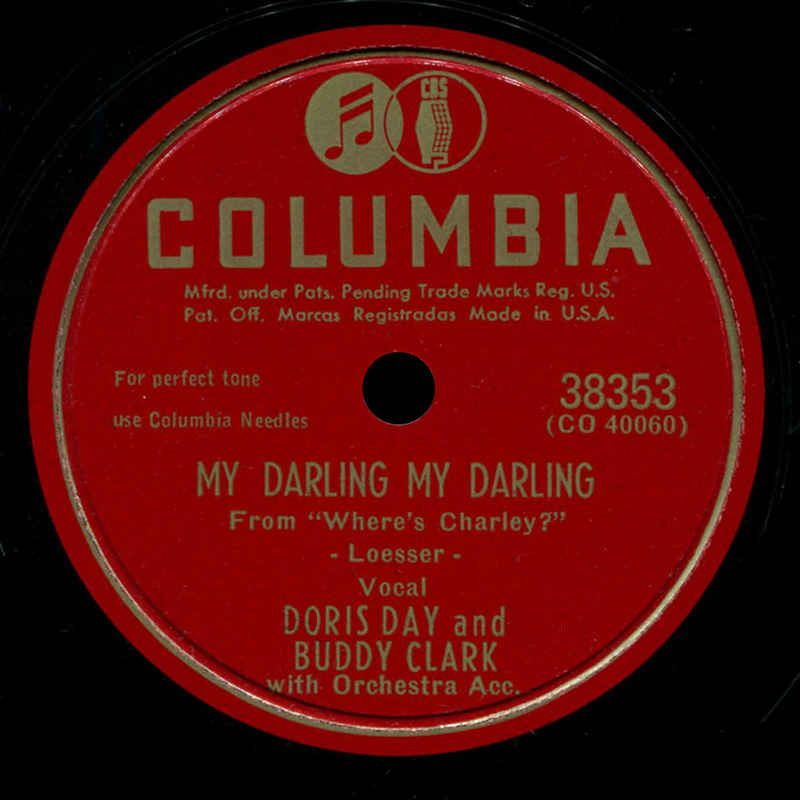 CBS
COLUMBIA
Mfrd. under Pats. Pending Trade Marks Reg. U.S.
Pat. Off. Marcas Registradas Made in U.S.A.
For perfect tone
use Columbia Needles
38353
(CO 40060)
MY DARLING MY DARLING
From "Where's Charley?"
- Loesser -
Vocal
DORIS DAY and
BUDDY CLARK
with Orchestra Acc.